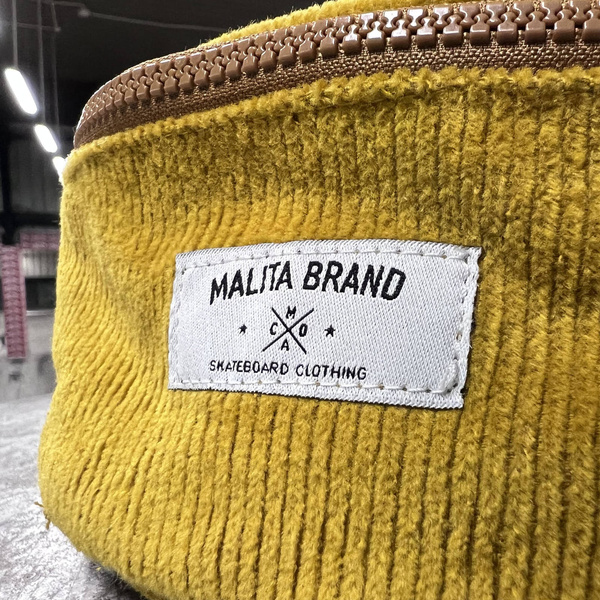 MALITA BRAND
M
C O
A
SKATEBOARD CLOTHING